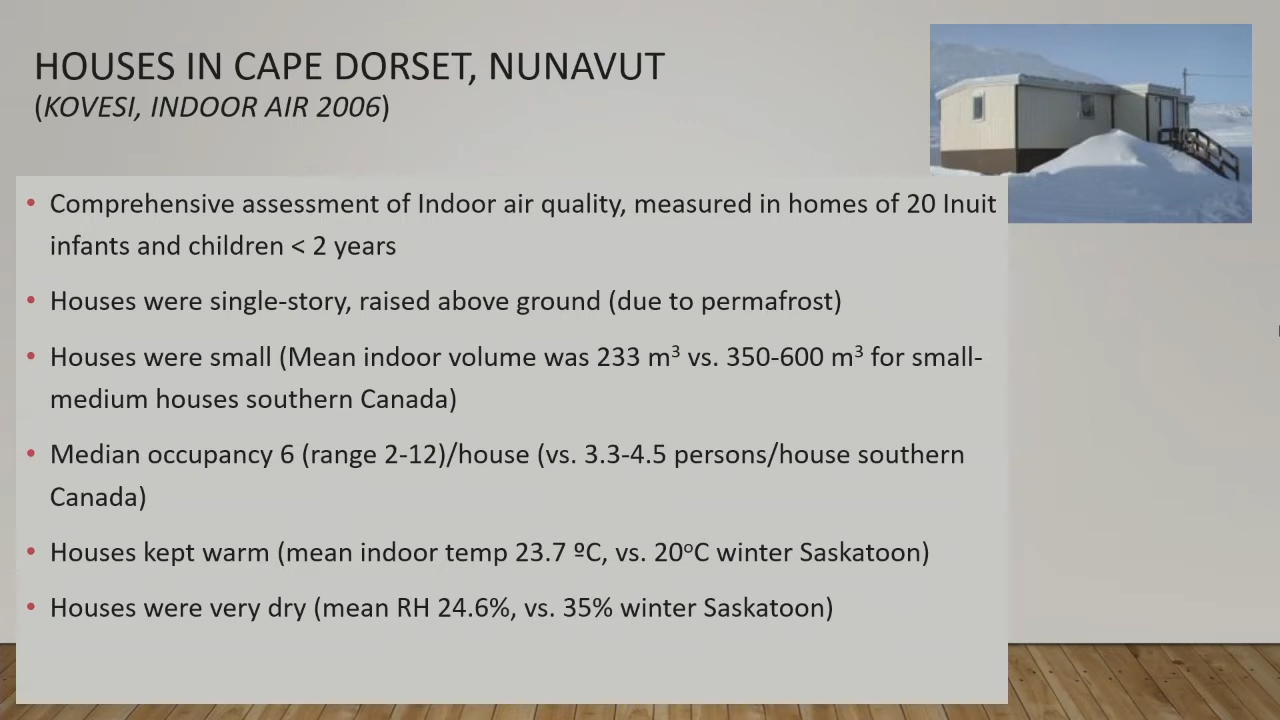 HOUSES IN CAPE DORSET, NUNAVUT
(KOVESI, INDOOR AIR 2006)
• Comprehensive assessment of Indoor air quality, measured in homes of 20 Inuit
infants and children < 2 years
• Houses were single-story, raised above ground (due to permafrost)
• Houses were small (Mean indoor volume was 233 m³ vs. 350-600 m³ for small-
medium houses southern Canada)
• Median occupancy 6 (range 2-12)/house (vs. 3.3-4.5 persons/house southern
Canada)
• Houses kept warm (mean indoor temp 23.7 ºC, vs. 20ᵒC winter Saskatoon)
• Houses were very dry (mean RH 24.6%, vs. 35% winter Saskatoon)